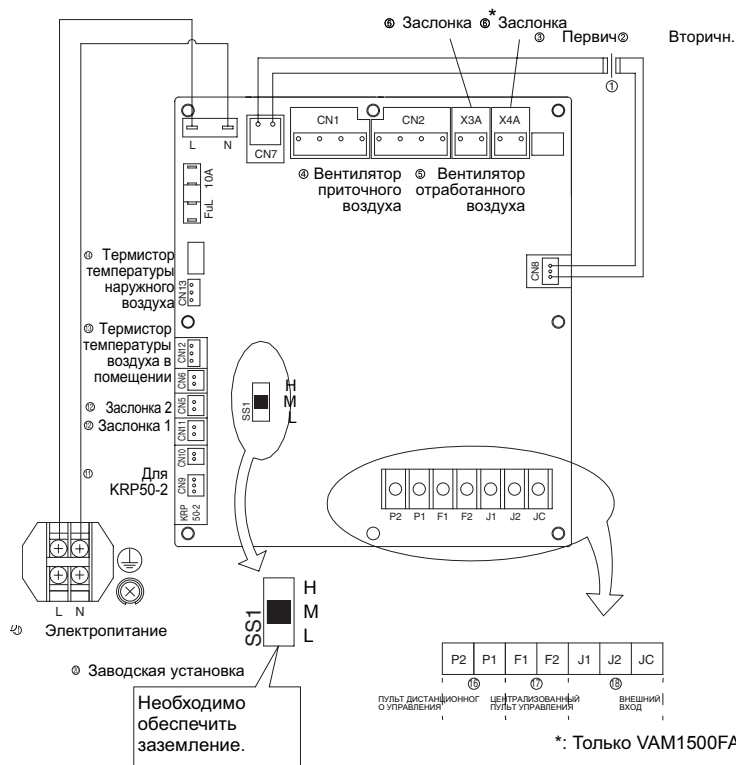 ⑥ Заслонка ⑥ * Заслонка
③ Первич② Вторичн.
①
CN1 CN2 X3A X4A
L N CN7
④ Вентилятор приточного воздуха
⑤ Вентилятор отработанного воздуха
10A
FuL
CN8
⑭ Термистор
температуры
наружного
воздуха
CN13
⑬ Термистор
температуры
воздуха в
помещении
CN12
CN6
⑫ Заслонка 2
CN5
⑫ Заслонка 1
CN11
CN10
⑪ Для
KRP50-2
CN9
KRP
50-2
SS1
H
M
L
P2 P1 F1 F2 J1 J2 JC
L N
Электропитание
SS1
H
M
L
Заводская установка
Необходимо
обеспечить
заземление.
P2 P1 F1 F2 J1 J2 JC
⑯ ⑰ ⑱
ПУЛЬТ ДИСТАНЦИОННОГ
О УПРАВЛЕНИЯ
ЦЕНТРАЛИЗОВАННЫЙ
ПУЛЬТ УПРАВЛЕНИЯ
ВНЕШНИЙ
ВХОД
*: Только VAM1500FA